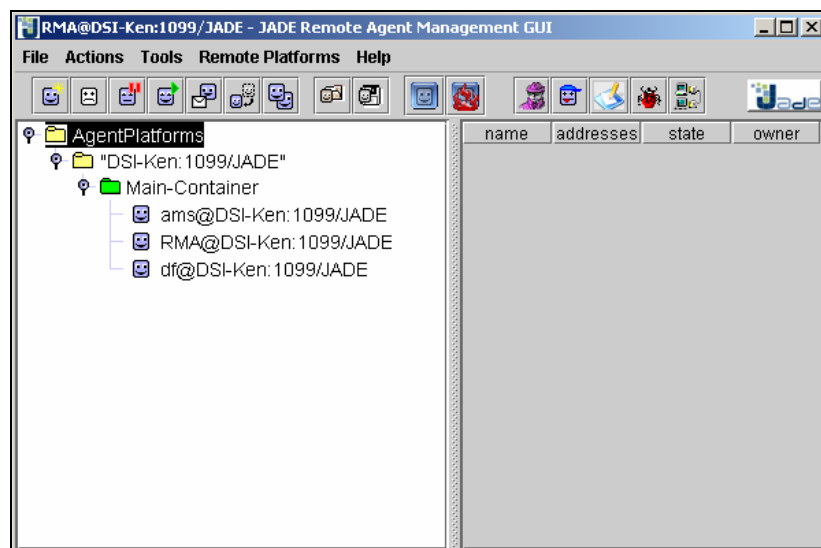 RMA@DSI-Ken:1099/JADE - JADE Remote Agent Management GUI
File Actions Tools Remote Platforms Help
Jade
AgentPlatforms
name addresses state owner
"DSI-Ken:1099/JADE"
Main-Container
ams@DSI-Ken:1099/JADE
RMA@DSI-Ken:1099/JADE
df@DSI-Ken:1099/JADE